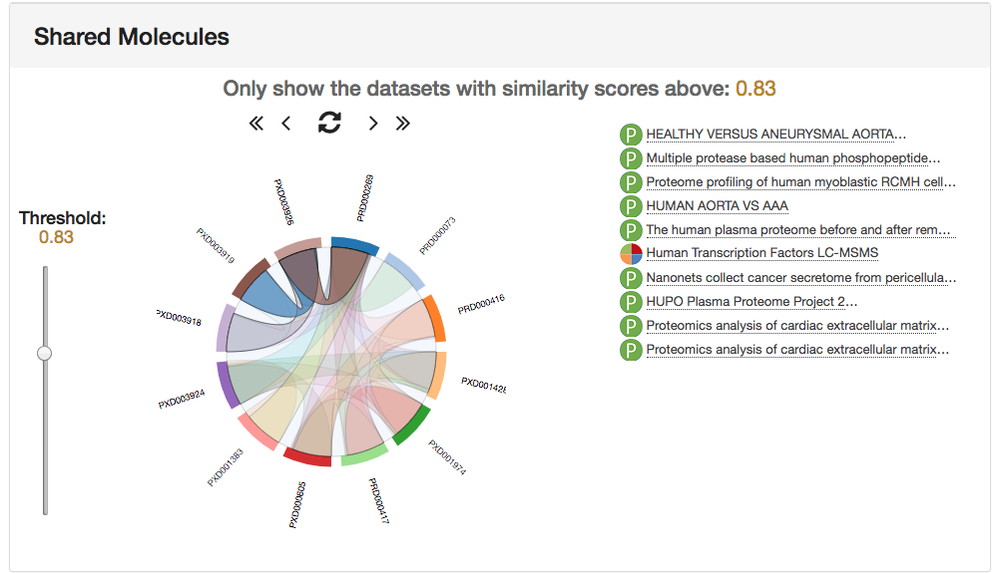 Shared Molecules
Only show the datasets with similarity scores above: 0.83
Threshold:
0.83
PXD003926
PRD000269
PXD003919
PRD000073
PXD003918
PRD000416
PXD003924
PXD001428
PXD001383
PXD001974
PXD000605
PRD000417
P HEALTHY VERSUS ANEURYSMAL AORTA...
P Multiple protease based human phosphopeptide...
P Proteome profiling of human myoblastic RCMH cell...
P HUMAN AORTA VS AAA
P The human plasma proteome before and after rem...
Human Transcription Factors LC-MSMS
P Nanonets collect cancer secretome from pericellula...
P HUPO Plasma Proteome Project 2...
P Proteomics analysis of cardiac extracellular matrix...
P Proteomics analysis of cardiac extracellular matrix...